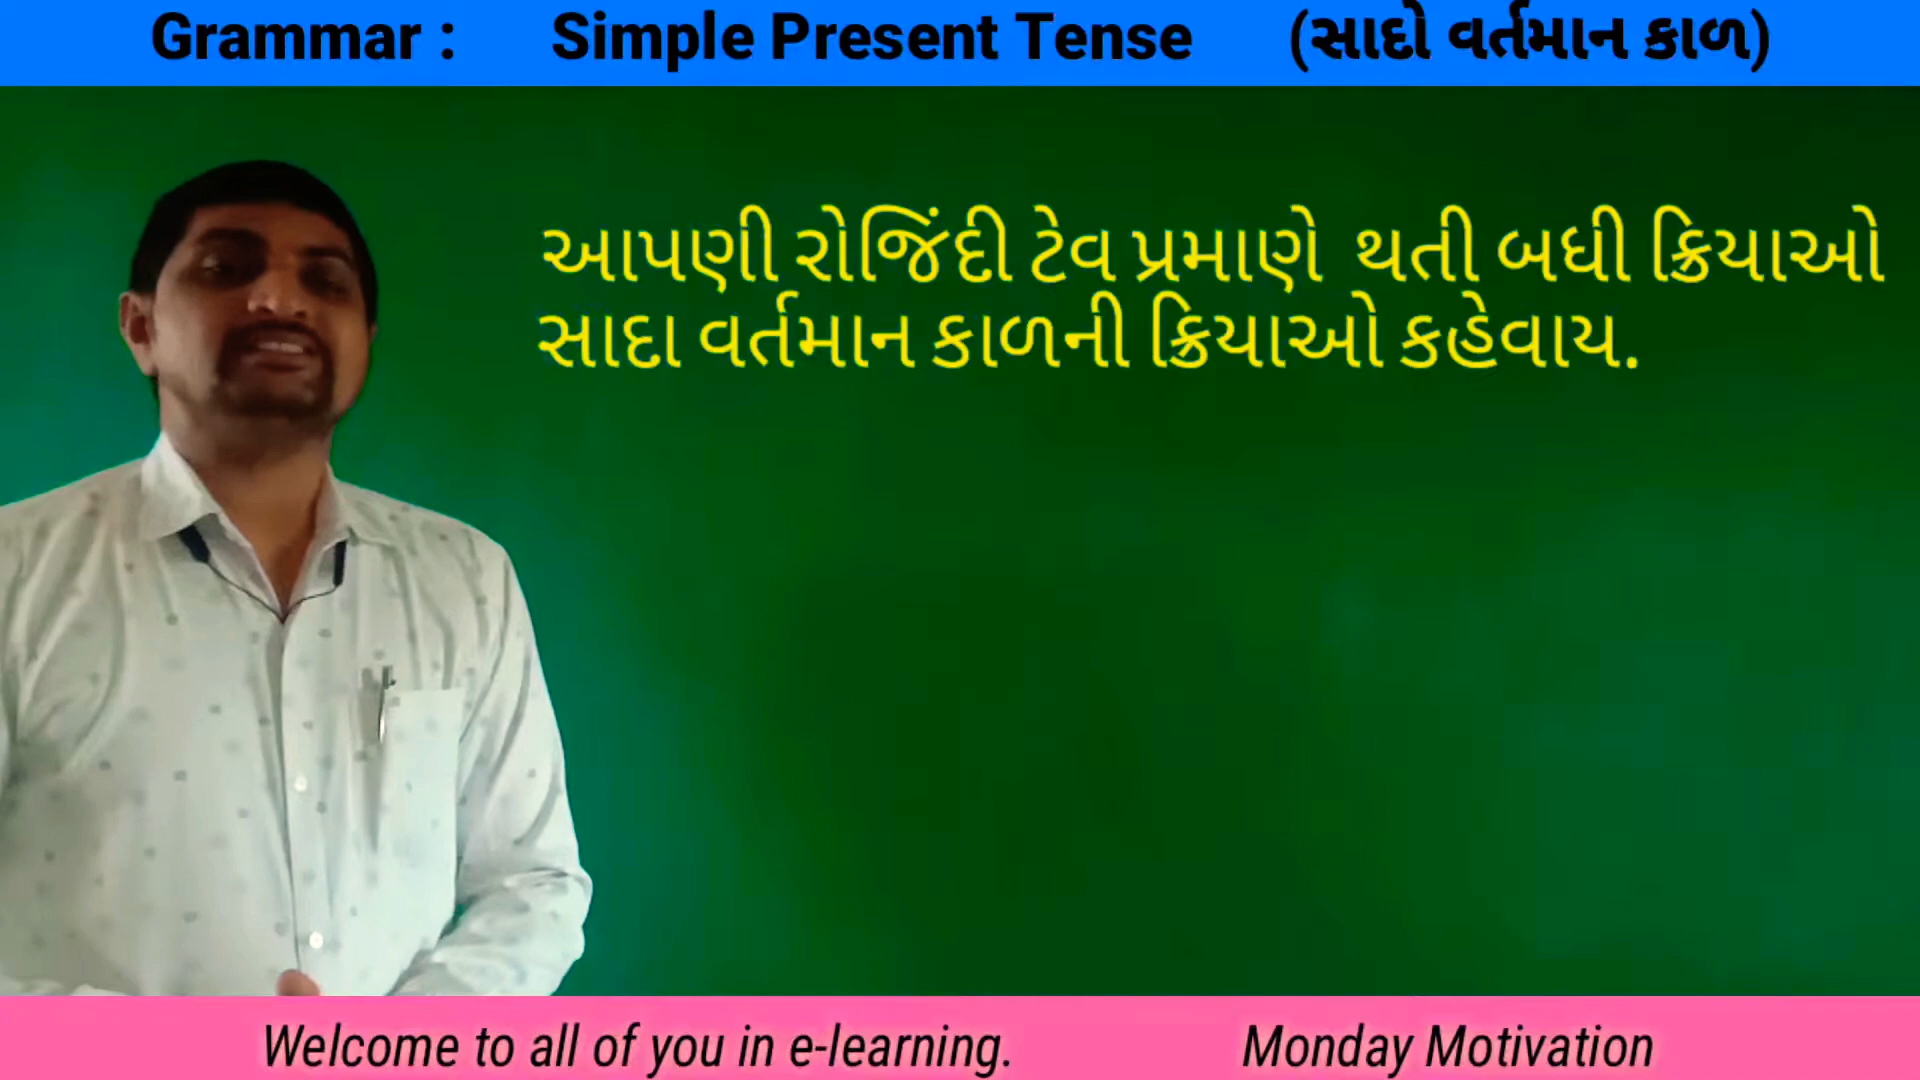 Grammar : Simple Present Tense (સાદો વર્તમાન કાળ)
આપણી રોજિંદી ટેવ પ્રમાણે થતી બધી ક્રિયાઓ
સાદા વર્તમાન કાળની ક્રિયાઓ કહેવાય.
Welcome to all of you in e-learning. Monday Motivation